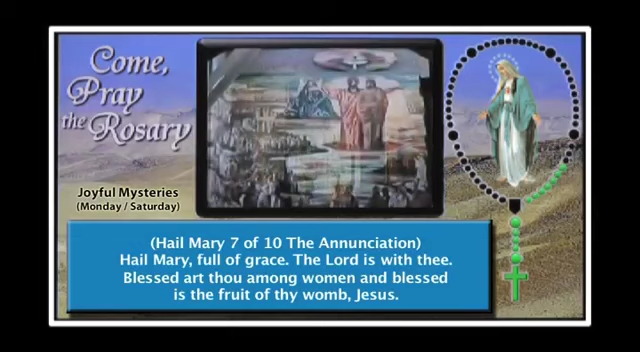 Come,
Pray
the Rosary
Joyful Mysteries
(Monday / Saturday)
(Hail Mary 7 of 10 The Annunciation)
Hail Mary, full of grace. The Lord is with thee.
Blessed art thou among women and blessed
is the fruit of thy womb, Jesus.